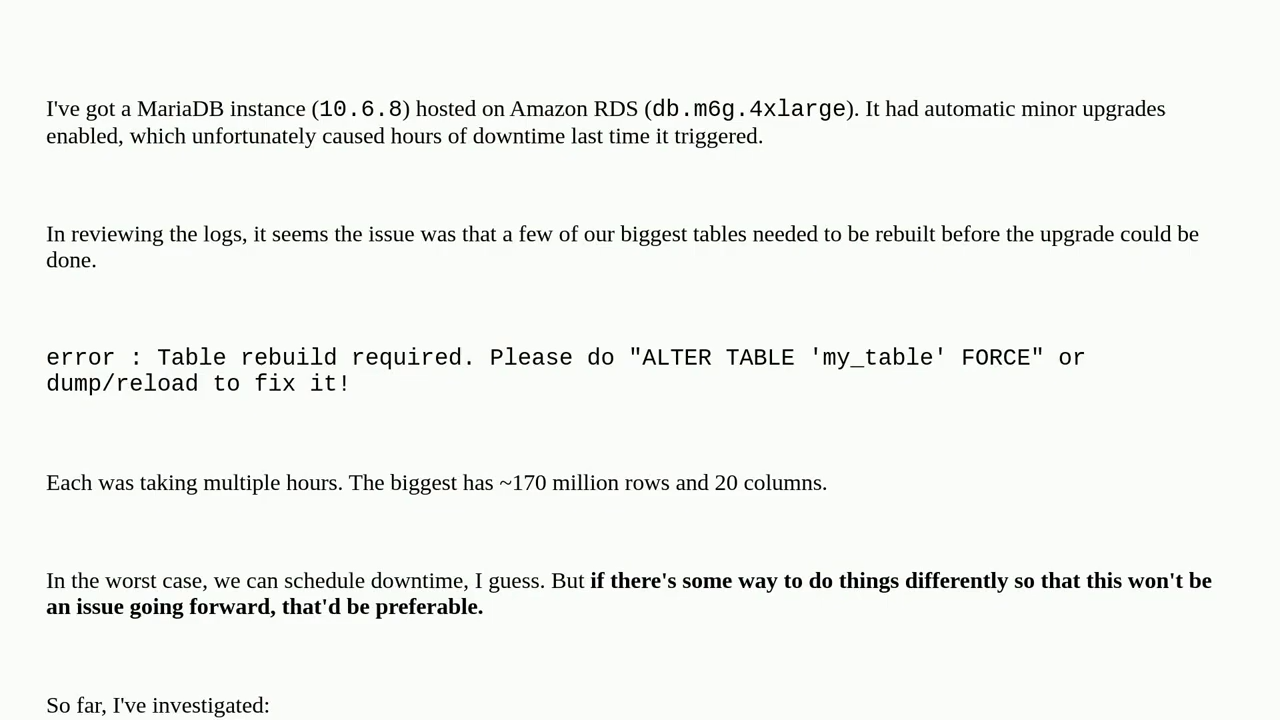 I've got a MariaDB instance (10.6.8) hosted on Amazon RDS (db.m6g.4xlarge). It had automatic minor upgrades
enabled, which unfortunately caused hours of downtime last time it triggered.
In reviewing the logs, it seems the issue was that a few of our biggest tables needed to be rebuilt before the upgrade could be
done.
error : Table rebuild required. Please do "ALTER TABLE 'my_table' FORCE" or
dump/reload to fix it!
Each was taking multiple hours. The biggest has ~170 million rows and 20 columns.
In the worst case, we can schedule downtime, I guess. But if there's some way to do things differently so that this won't be
an issue going forward, that'd be preferable.
So far, I've investigated: